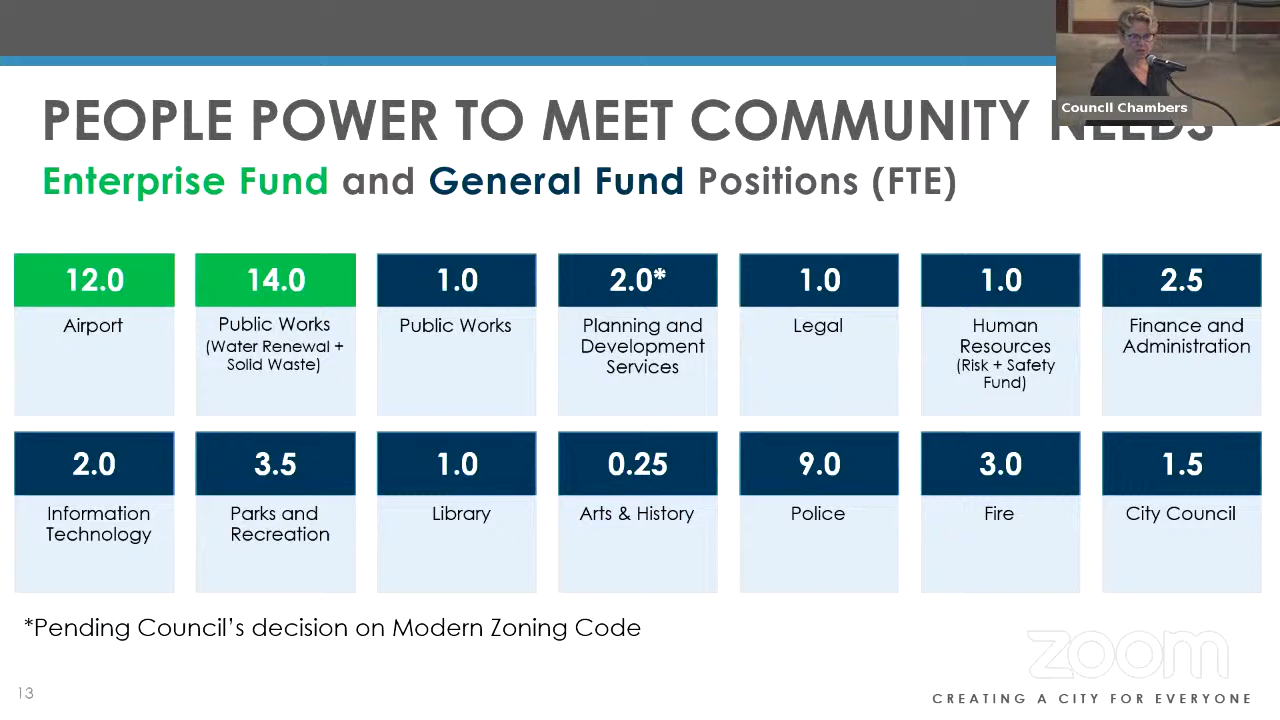 Council Chambers
PEOPLE POWER TO MEET COMMUNITY NEEDS
Enterprise Fund and General Fund Positions (FTE)
12.0
Airport
14.0
Public Works
(Water Renewal +
Solid Waste)
1.0
Public Works
2.0*
Planning and
Development
Services
1.0
Legal
1.0
Human
Resources
(Risk + Safety
Fund)
2.5
Finance and
Administration
2.0
Information
Technology
3.5
Parks and
Recreation
1.0
Library
0.25
Arts & History
9.0
Police
3.0
Fire
1.5
City Council
*Pending Council's decision on Modern Zoning Code
zoom
13
CREATING A CITY FOR EVERYONE